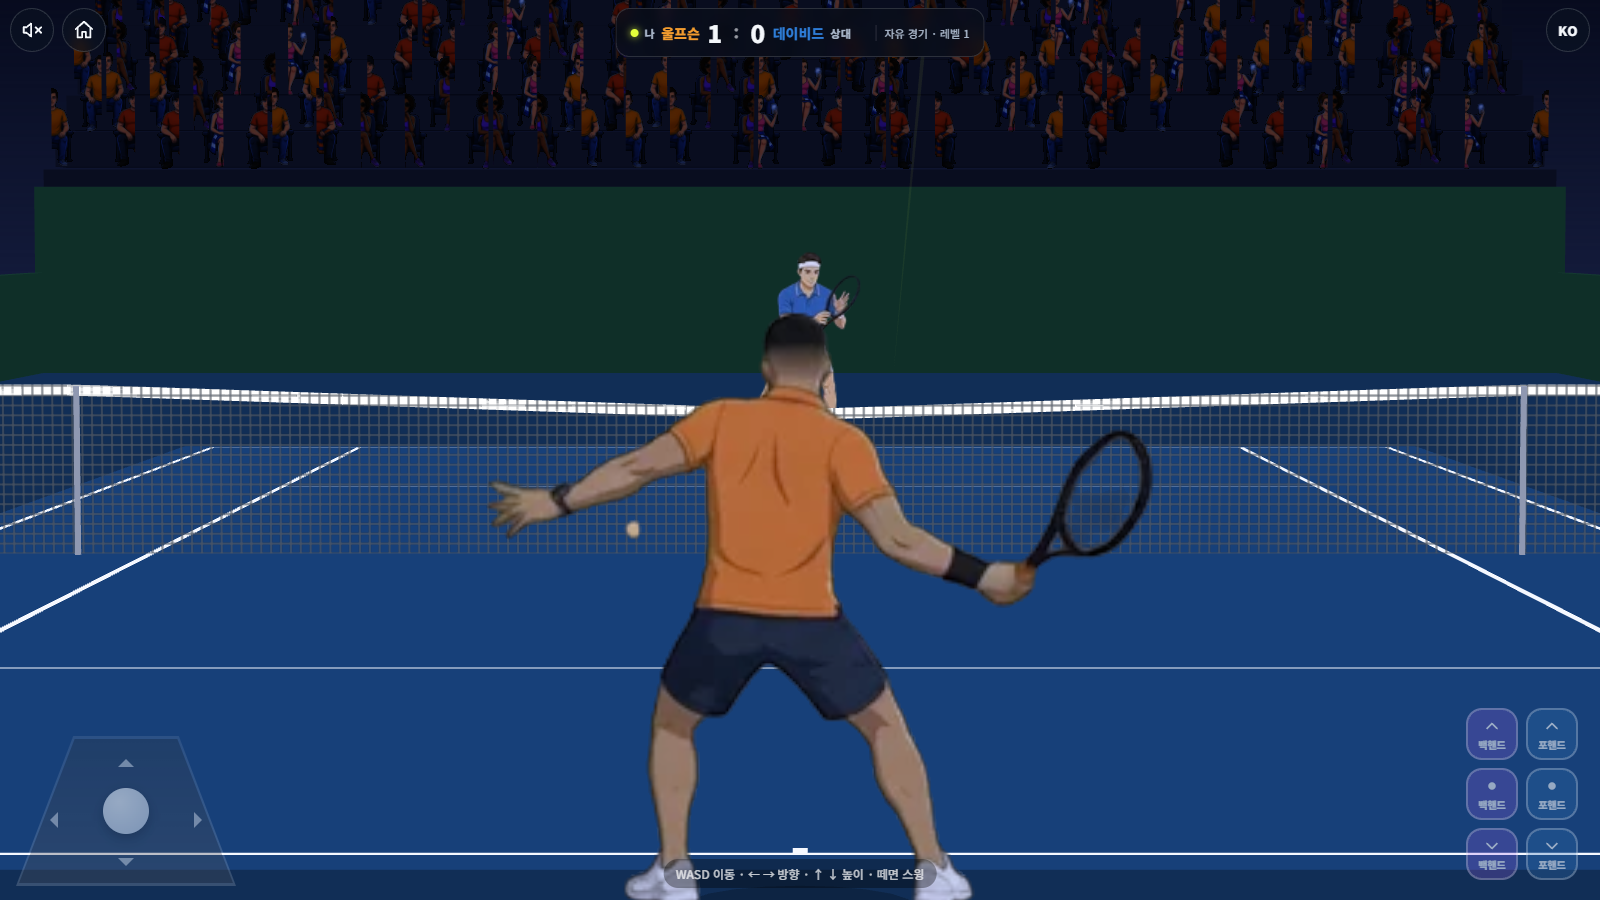 나 울프슨 1 : 0 데이비드 상대 자유 경기 · 레벨 1
KO
백핸드 포핸드
백핸드 포핸드
백핸드 포핸드
WASD 이동 · ← → 방향 · ↑ ↓ 높이 · 떼면 스윙